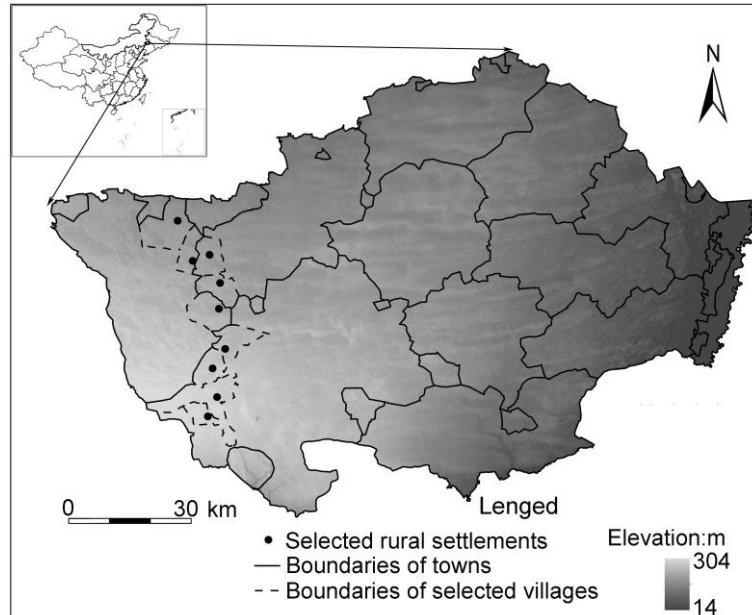 N
0 30 km
Lenged
Selected rural settlements
Boundaries of towns
Boundaries of selected villages
Elevation:m
304
14